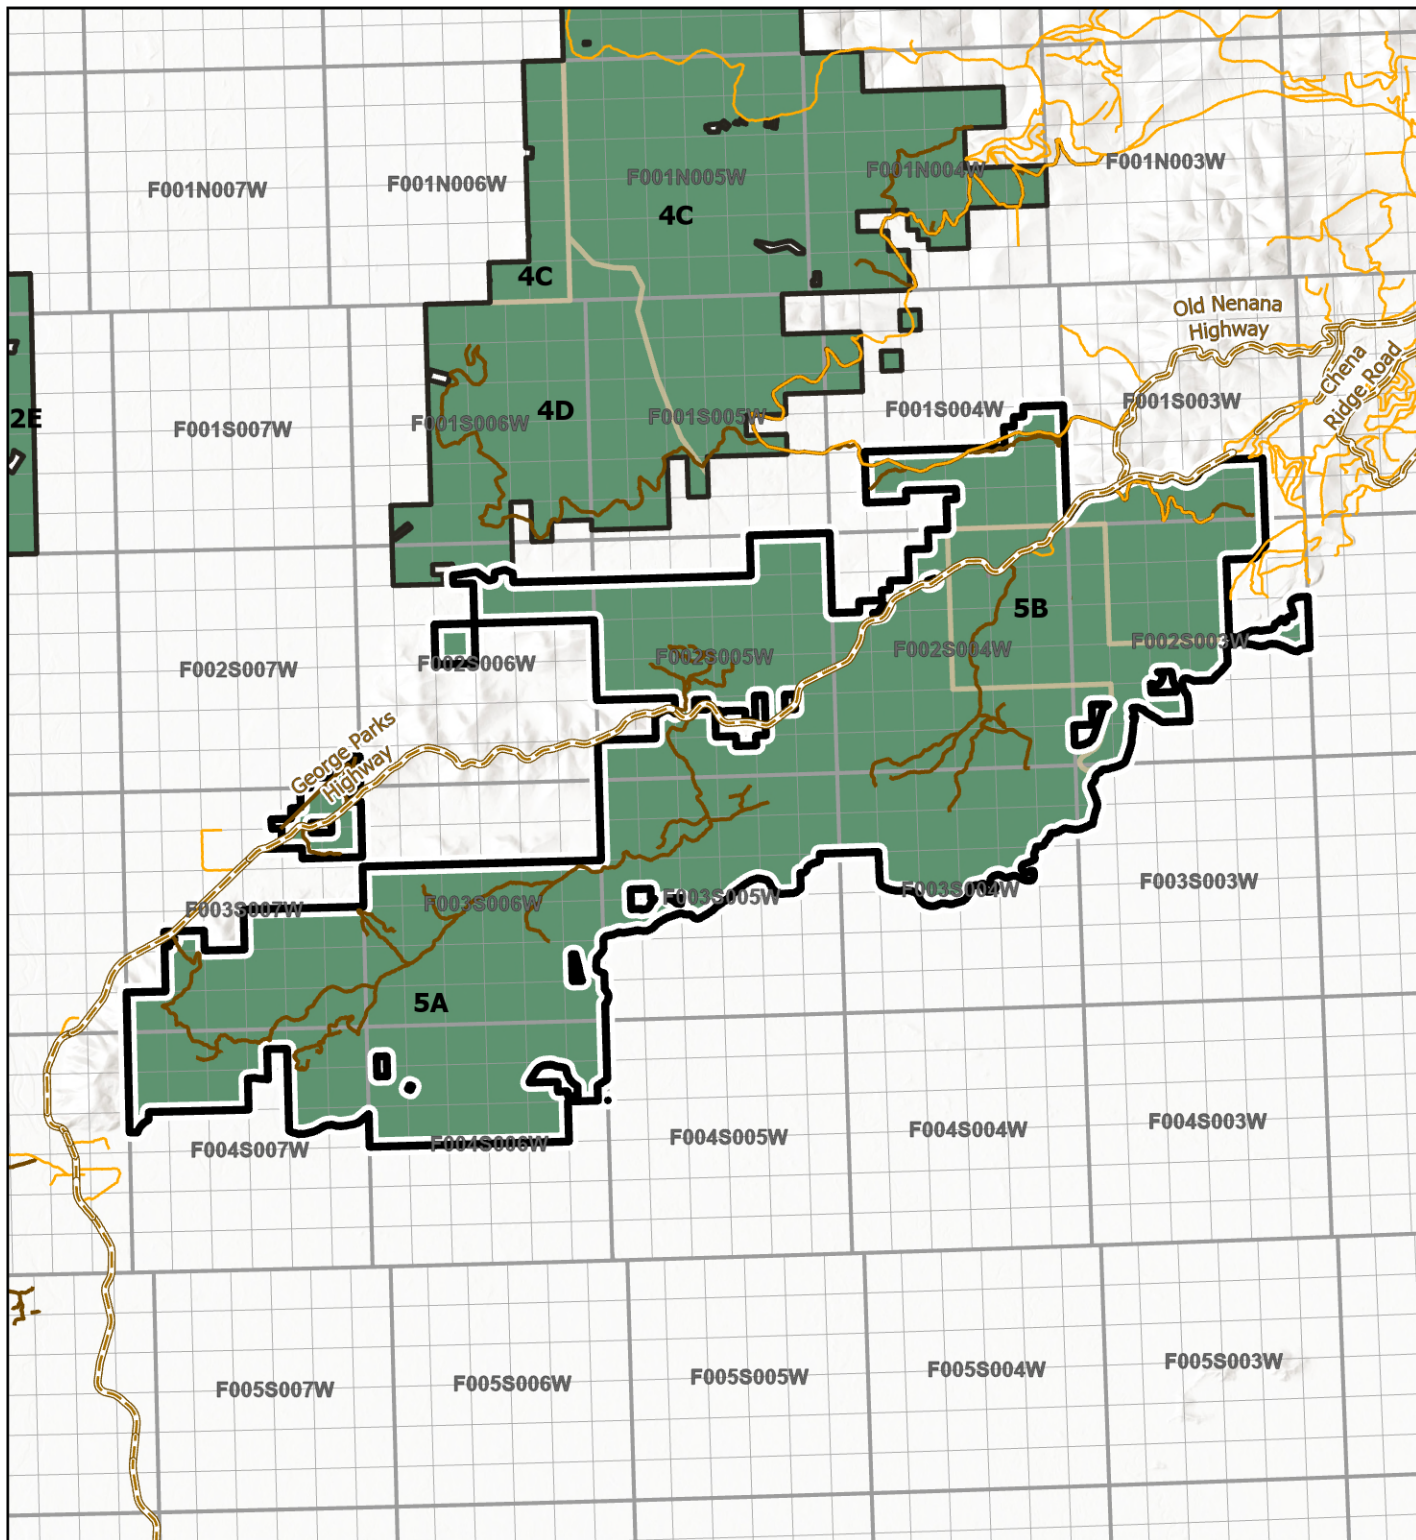 F001N007W
F001N006W
F001N005W
F001N004W
F001N003W
4C
4C
Old Nenana
Highway
Chena
Ridge Road
2E
F001S007W
F001S006W
4D
F001S005W
F001S004W
F001S003W
5B
F002S007W
F002S006W
F002S005W
F002S004W
F002S003W
George Parks
Highway
F003S007W
F003S006W
F003S005W
F003S004W
F003S003W
5A
F004S007W
F004S006W
F004S005W
F004S004W
F004S003W
F005S007W
F005S006W
F005S005W
F005S004W
F005S003W